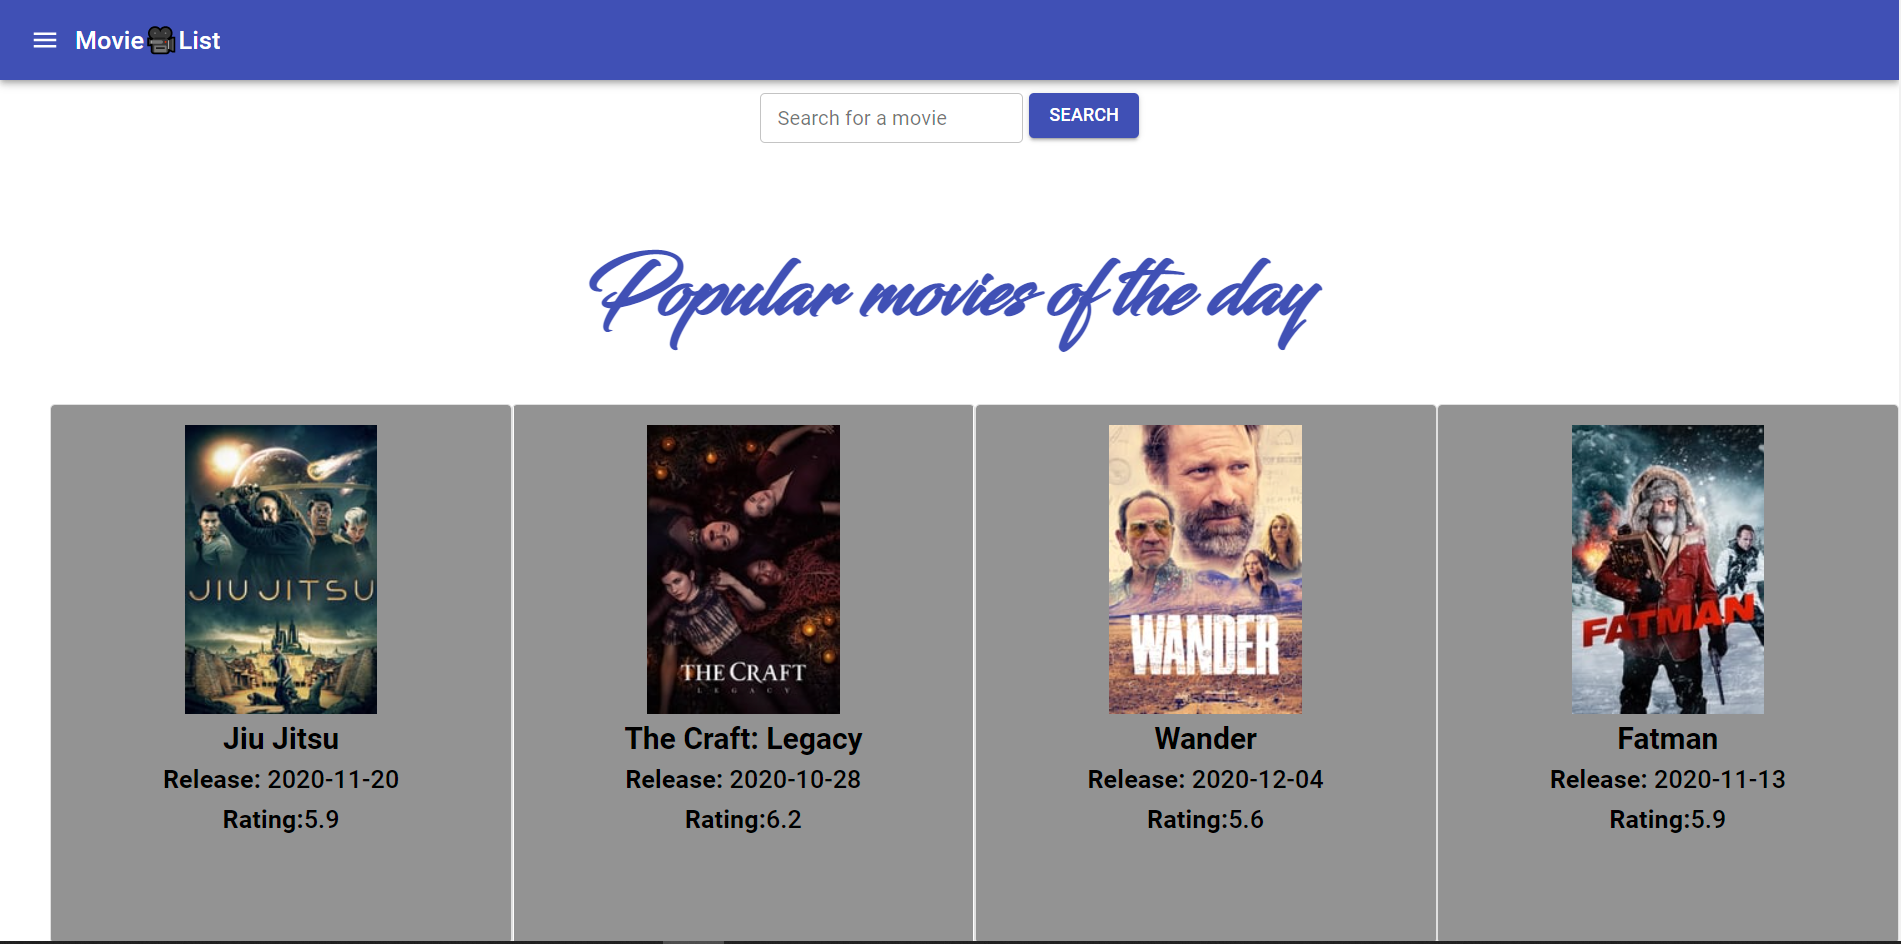 Movie🎥List
Search for a movie SEARCH
Popular movies of the day
JIU JITSU
THE CRAFT
LEGACY
WANDER
FATMAN
Jiu Jitsu
Release: 2020-11-20
Rating:5.9
The Craft: Legacy
Release: 2020-10-28
Rating:6.2
Wander
Release: 2020-12-04
Rating:5.6
Fatman
Release: 2020-11-13
Rating:5.9